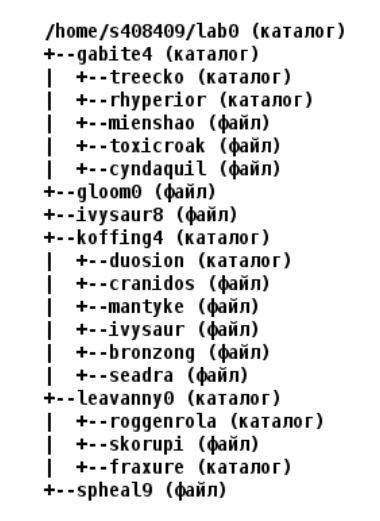 /home/s408409/lab0 (каталог)
+--gabite4 (каталог)
|  +--treecko (каталог)
|  +--rhyperior (каталог)
|  +--mienshao (файл)
|  +--toxicroak (файл)
|  +--cyndaquil (файл)
+--gloom0 (файл)
+--ivysaur8 (файл)
+--koffing4 (каталог)
|  +--duosion (каталог)
|  +--cranidos (файл)
|  +--mantyke (файл)
|  +--ivysaur (файл)
|  +--bronzong (файл)
|  +--seadra (файл)
+--leavanny0 (каталог)
|  +--roggenrola (каталог)
|  +--skorupi (файл)
|  +--fraxure (каталог)
+--spheal9 (файл)